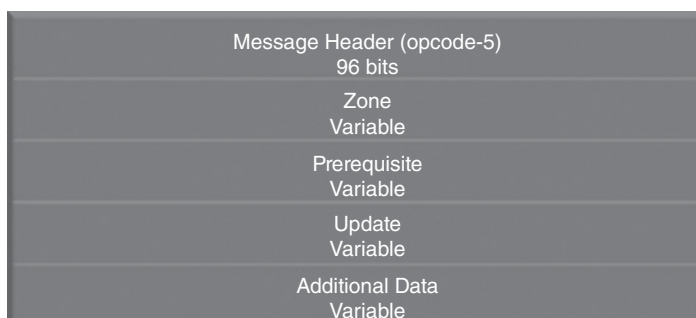 Message Header (opcode-5)
96 bits
Zone
Variable
Prerequisite
Variable
Update
Variable
Additional Data
Variable